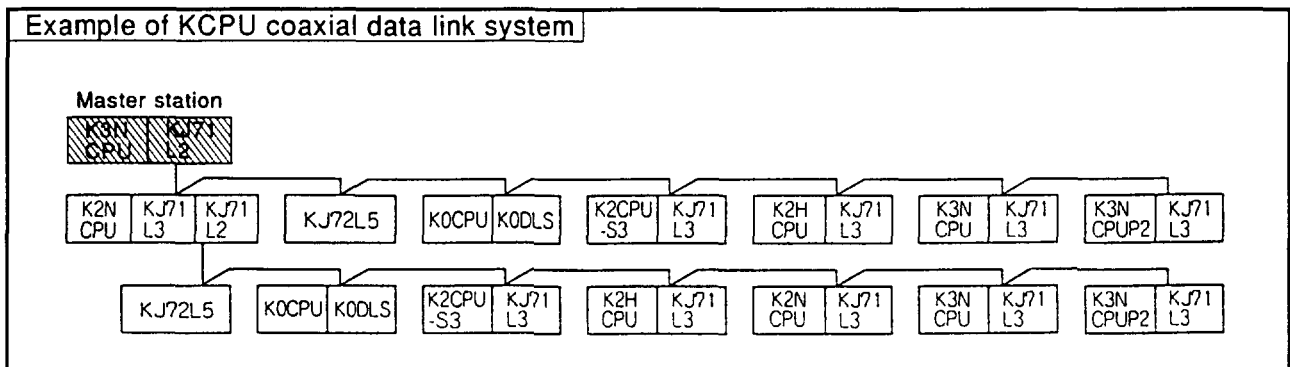 Example of KCPU coaxial data link system
Master station
K3N CPU KJ71 L2
K2N CPU KJ71 L3 KJ71 L2 KJ72L5 K0CPU K0DLS K2CPU -S3 KJ71 L3 K2H CPU KJ71 L3 K3N CPU KJ71 L3 K3N CPUP2 KJ71 L3
KJ72L5 K0CPU K0DLS K2CPU -S3 KJ71 L3 K2H CPU KJ71 L3 K2N CPU KJ71 L3 K3N CPU KJ71 L3 K3N CPUP2 KJ71 L3